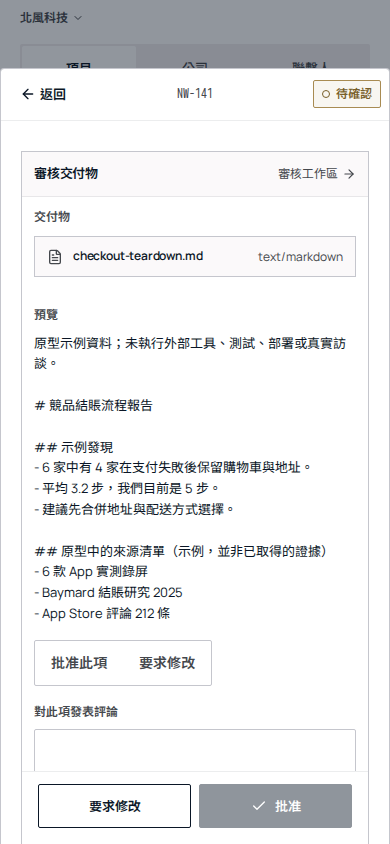 北風科技
項目 公司 聯繫人
返回 NW-141 待確認
審核交付物 審核工作區
交付物
checkout-teardown.md text/markdown
預覽
原型示例資料；未執行外部工具、測試、部署或真實訪
談。
# 競品結賬流程報告
## 示例發現
- 6 家中有 4 家在支付失敗後保留購物車與地址。
- 平均 3.2 步，我們目前是 5 步。
- 建議先合併地址與配送方式選擇。
## 原型中的來源清單（示例，並非已取得的證據）
- 6 款 App 實測錄屏
- Baymard 結賬研究 2025
- App Store 評論 212 條
批准此項 要求修改
對此項發表評論
要求修改 批准